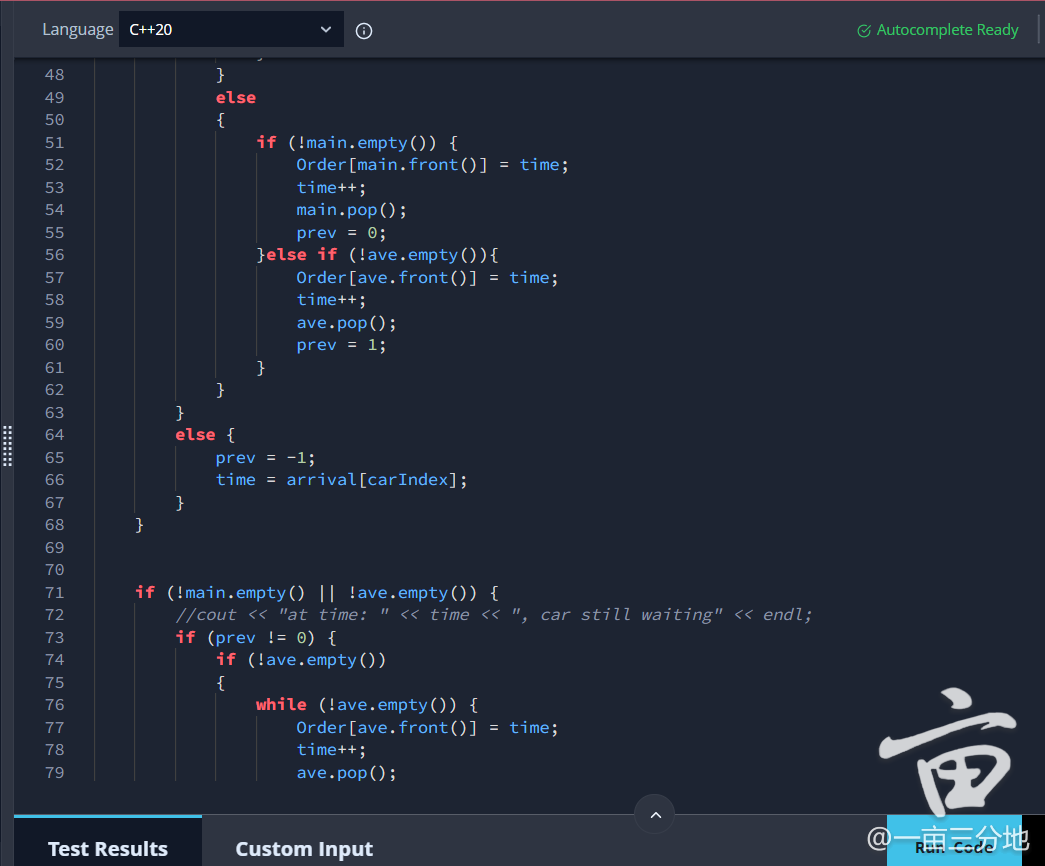 Language C++20 Autocomplete Ready
48 }
49 else
50 {
51 if (!main.empty()) {
52 Order[main.front()] = time;
53 time++;
54 main.pop();
55 prev = 0;
56 }else if (!ave.empty()){
57 Order[ave.front()] = time;
58 time++;
59 ave.pop();
60 prev = 1;
61 }
62 }
63 }
64 else {
65 prev = -1;
66 time = arrival[carIndex];
67 }
68 }
69
70
71 if (!main.empty() || !ave.empty()) {
72 //cout << "at time: " << time << ", car still waiting" << endl;
73 if (prev != 0) {
74 if (!ave.empty())
75 {
76 while (!ave.empty()) {
77 Order[ave.front()] = time;
78 time++;
79 ave.pop();
亩
Test Results Custom Input Run Code
@一亩三分地